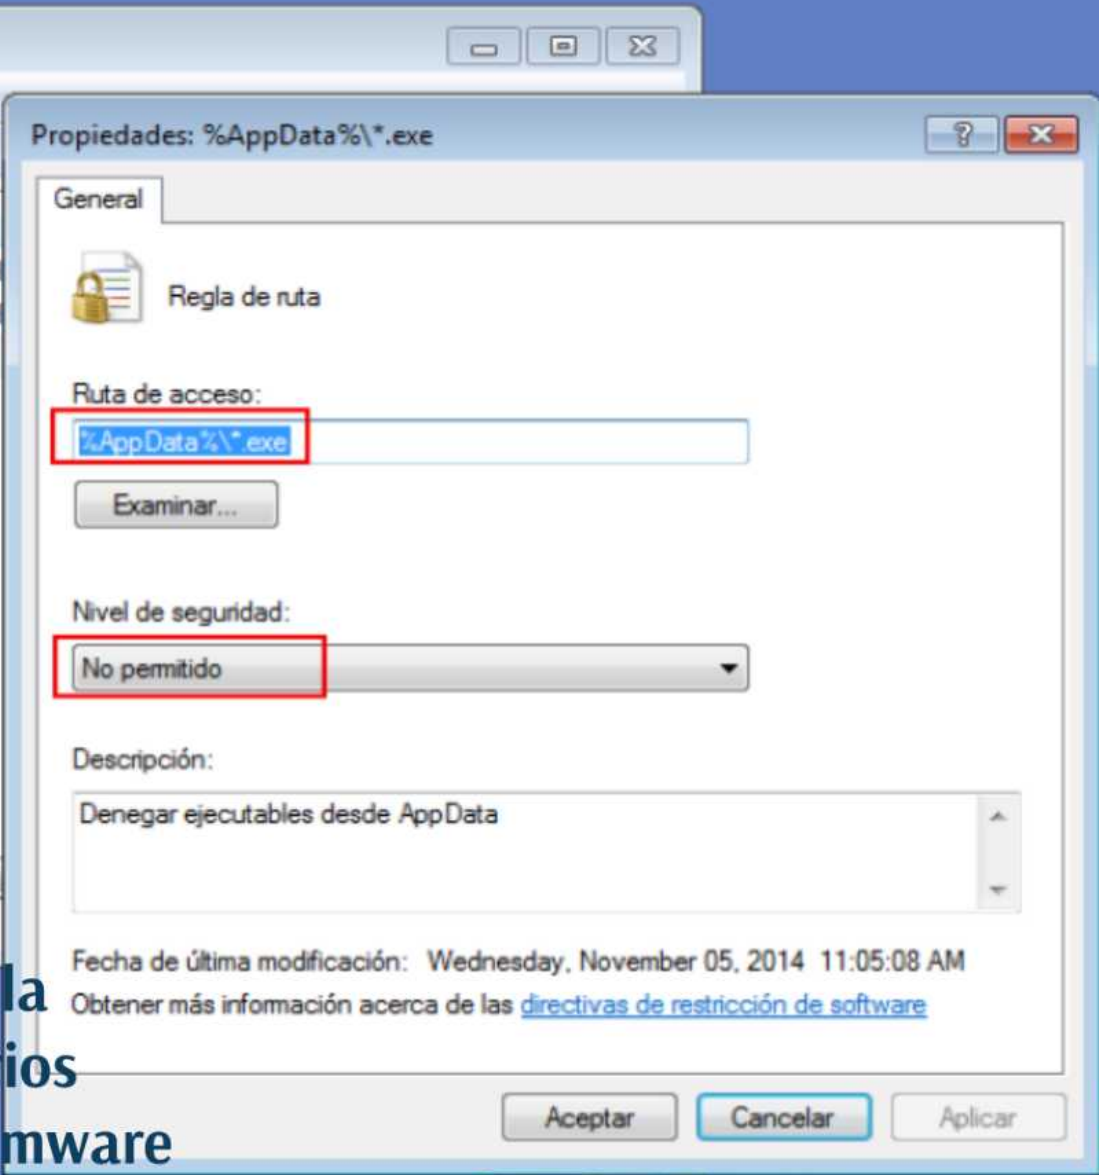 Propiedades: %AppData%\*.exe
General
Regla de ruta
Ruta de acceso:
%AppData%\*.exe
Examinar...
Nivel de seguridad:
No permitido
Descripción:
Denegar ejecutables desde AppData
Fecha de última modificación: Wednesday, November 05, 2014 11:05:08 AM
Obtener más información acerca de las directivas de restricción de software
la
ios
mware
Aceptar Cancelar Aplicar